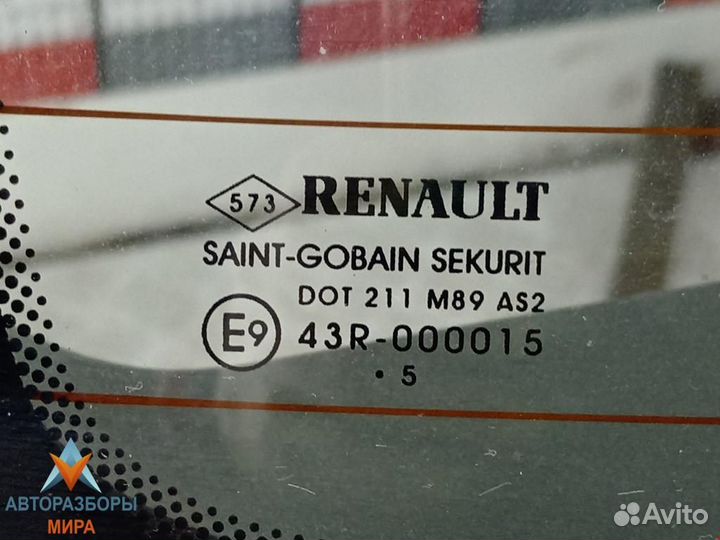 573 RENAULT
SAINT-GOBAIN SEKURIT
DOT 211 M89 AS2
E9 43R-000015
• 5
АВТОРАЗБОРЫ
МИРА
Avito